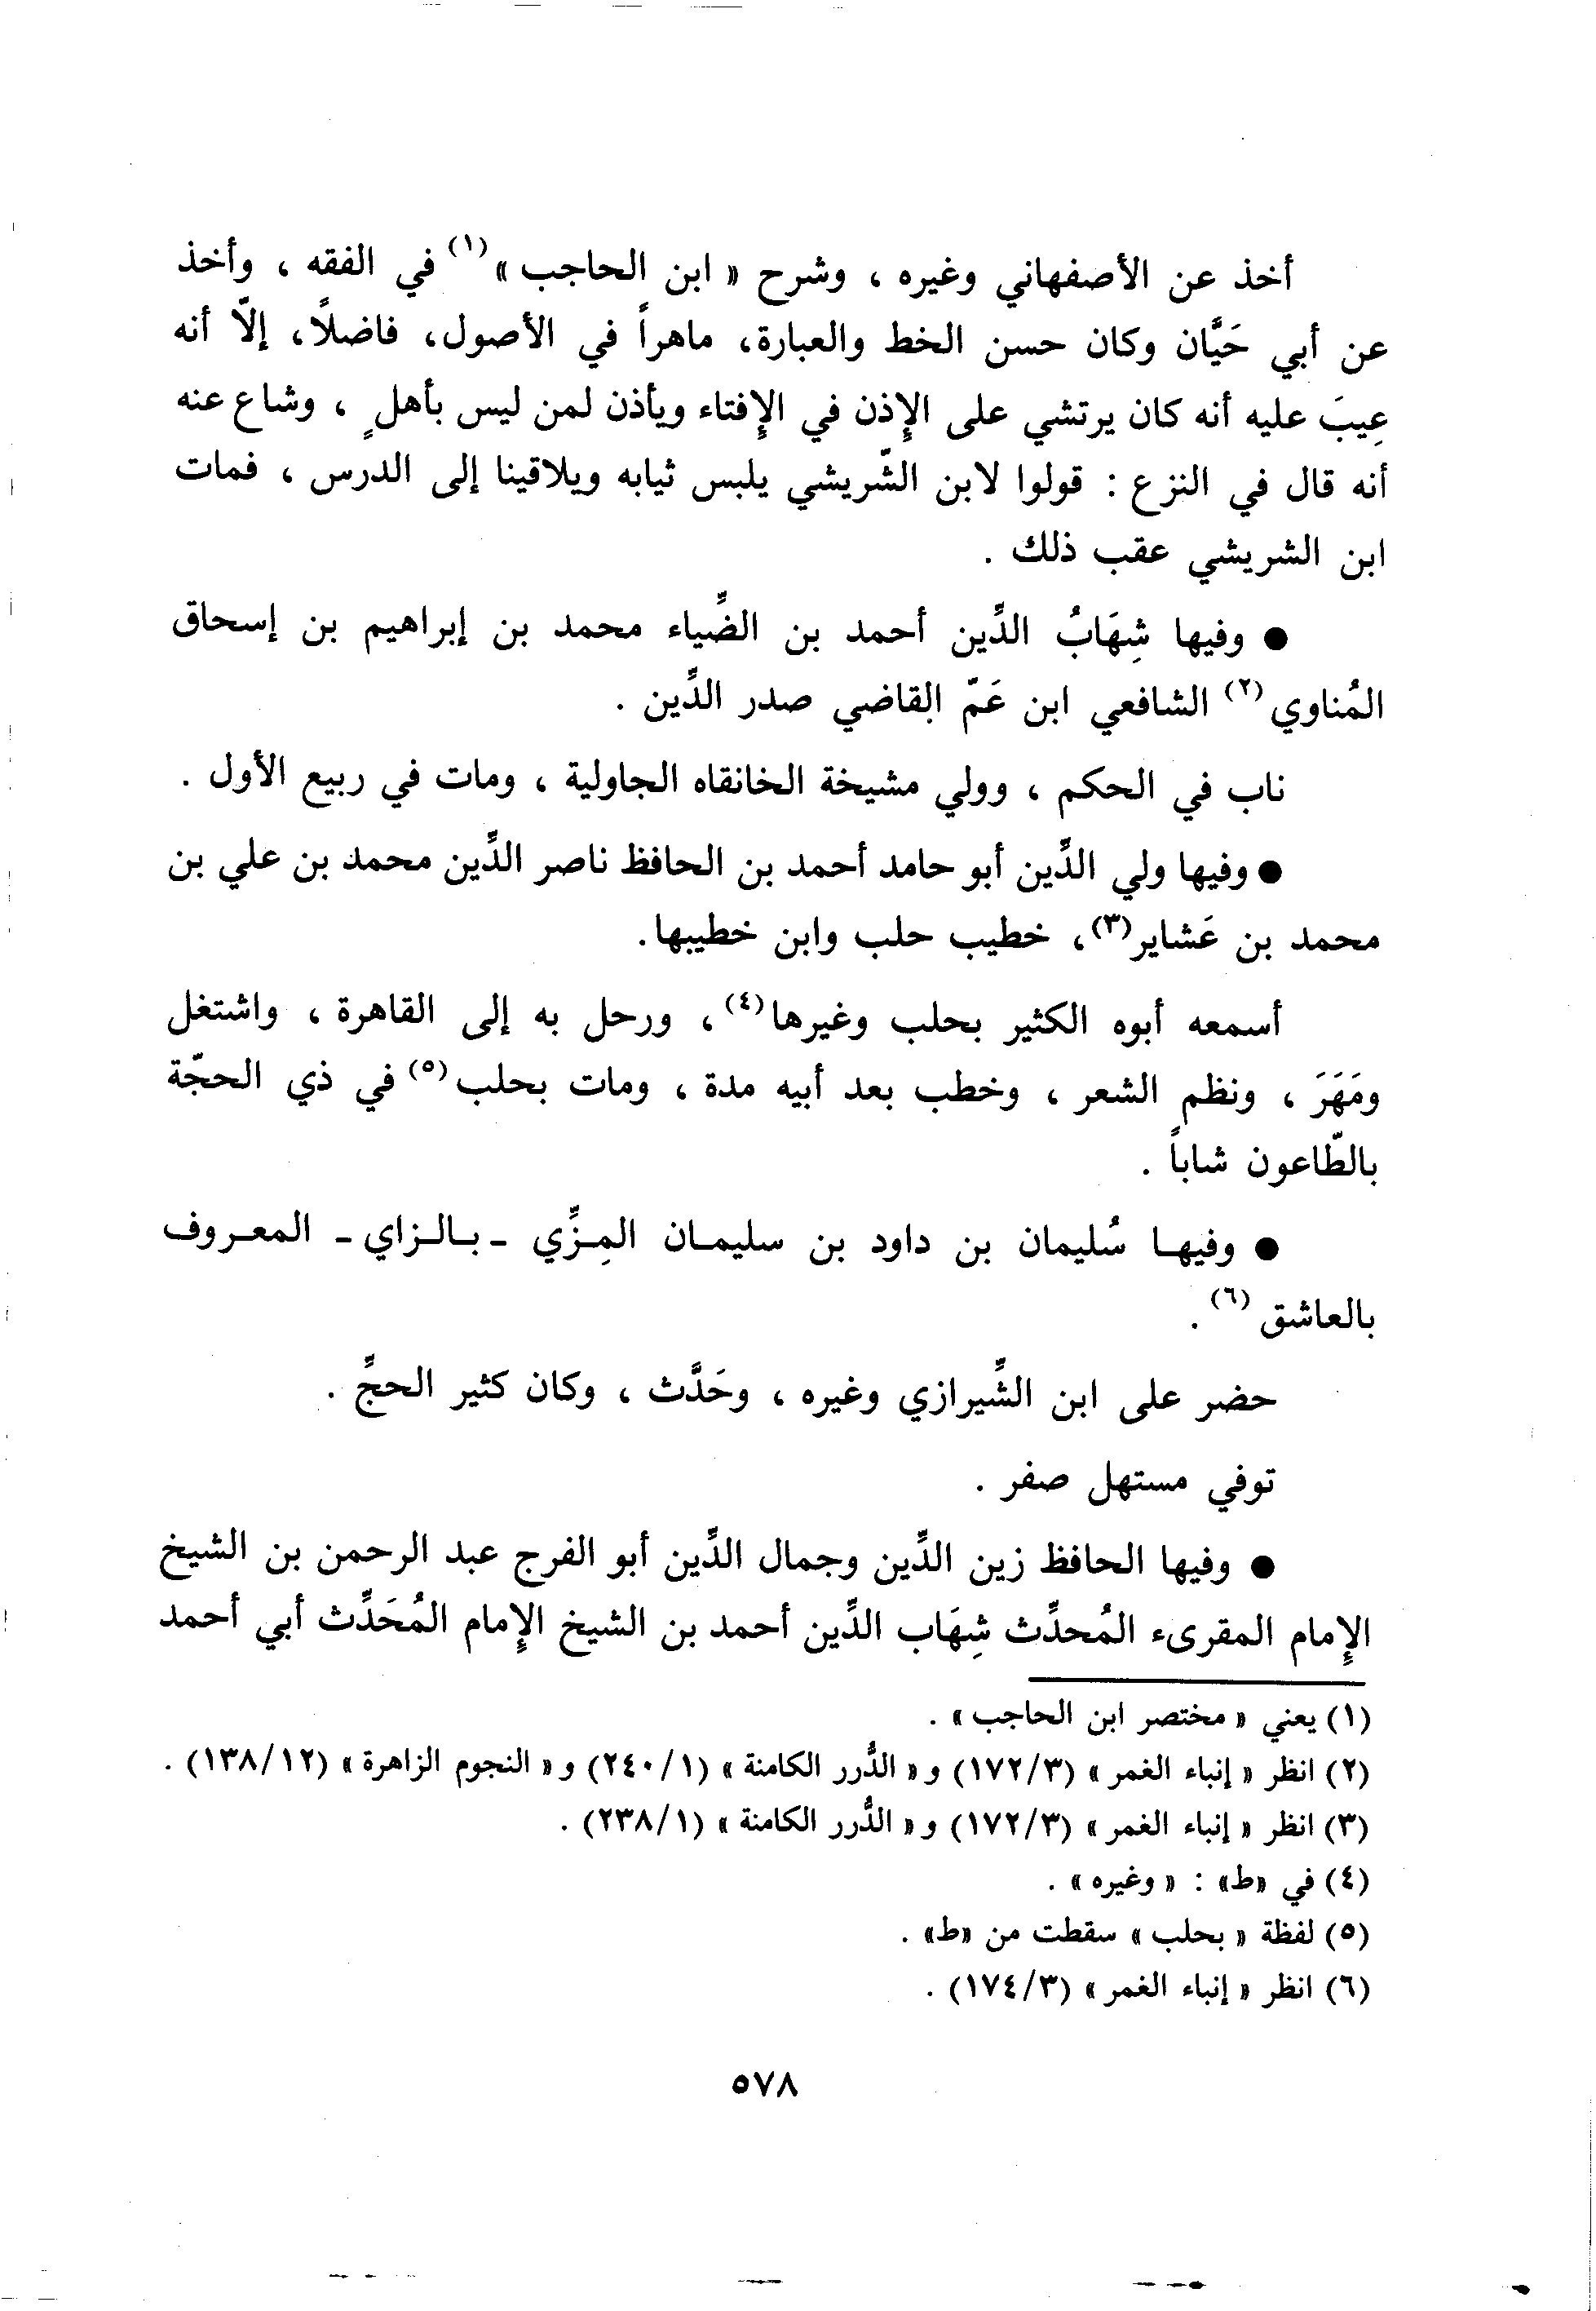 أخذ عن الأصفهاني وغيره ، وشرح « ابن الحاجب »(١) في الفقه ، وأخذ
عن أبي حَيَّان وكان حسن الخط والعبارة، ماهراً في الأصول، فاضلاً، إلّا أنه
عِيبَ عليه أنه كان يرتشي على الإِذن في الإِفتاء ويأذن لمن ليس بأهلٍ ، وشاع عنه
أنه قال في النزع : قولوا لابن الشّريشي يلبس ثيابه ويلاقينا إلى الدرس ، فمات
ابن الشريشي عقب ذلك .
● وفيها شِهَابُ الدِّين أحمد بن الضِّياء محمد بن إبراهيم بن إسحاق
المُناوي(٢) الشافعي ابن عَمّ القاضي صدر الدِّين .
ناب في الحكم ، وولي مشيخة الخانقاه الجاولية ، ومات في ربيع الأول .
● وفيها ولي الدِّين أبو حامد أحمد بن الحافظ ناصر الدِّين محمد بن علي بن
محمد بن عَشاير(٣)، خطيب حلب وابن خطيبها.
أسمعه أبوه الكثير بحلب وغيرها(٤) ، ورحل به إلى القاهرة ، واشتغل
ومَهَرَ ، ونظم الشعر ، وخطب بعد أبيه مدة ، ومات بحلب(٥) في ذي الحجّة
بالطّاعون شاباً .
● وفيها سُليمان بن داود بن سليمان المِزِّي - بالزاي - المعروف
بالعاشق(٦) .
حضر على ابن الشِّيرازي وغيره ، وحَدَّث ، وكان كثير الحجِّ .
توفي مستهل صفر .
● وفيها الحافظ زين الدِّين وجمال الدِّين أبو الفرج عبد الرحمن بن الشيخ
الإِمام المقرىء المُحدِّث شِهَاب الدِّين أحمد بن الشيخ الإِمام المُحَدِّث أبي أحمد
(١) يعني « مختصر ابن الحاجب » .
(٢) انظر « إنباء الغمر » (٣/١٧٢) و « الدُّرر الكامنة » (١/٢٤٠) و « النجوم الزاهرة » (١٢/١٣٨) .
(٣) انظر « إنباء الغمر » (٣/١٧٢) و « الدُّرر الكامنة » (١/٢٣٨) .
(٤) في «ط» : « وغيره » .
(٥) لفظة « بحلب » سقطت من «ط» .
(٦) انظر « إنباء الغمر » (٣/١٧٤) .
٥٧٨